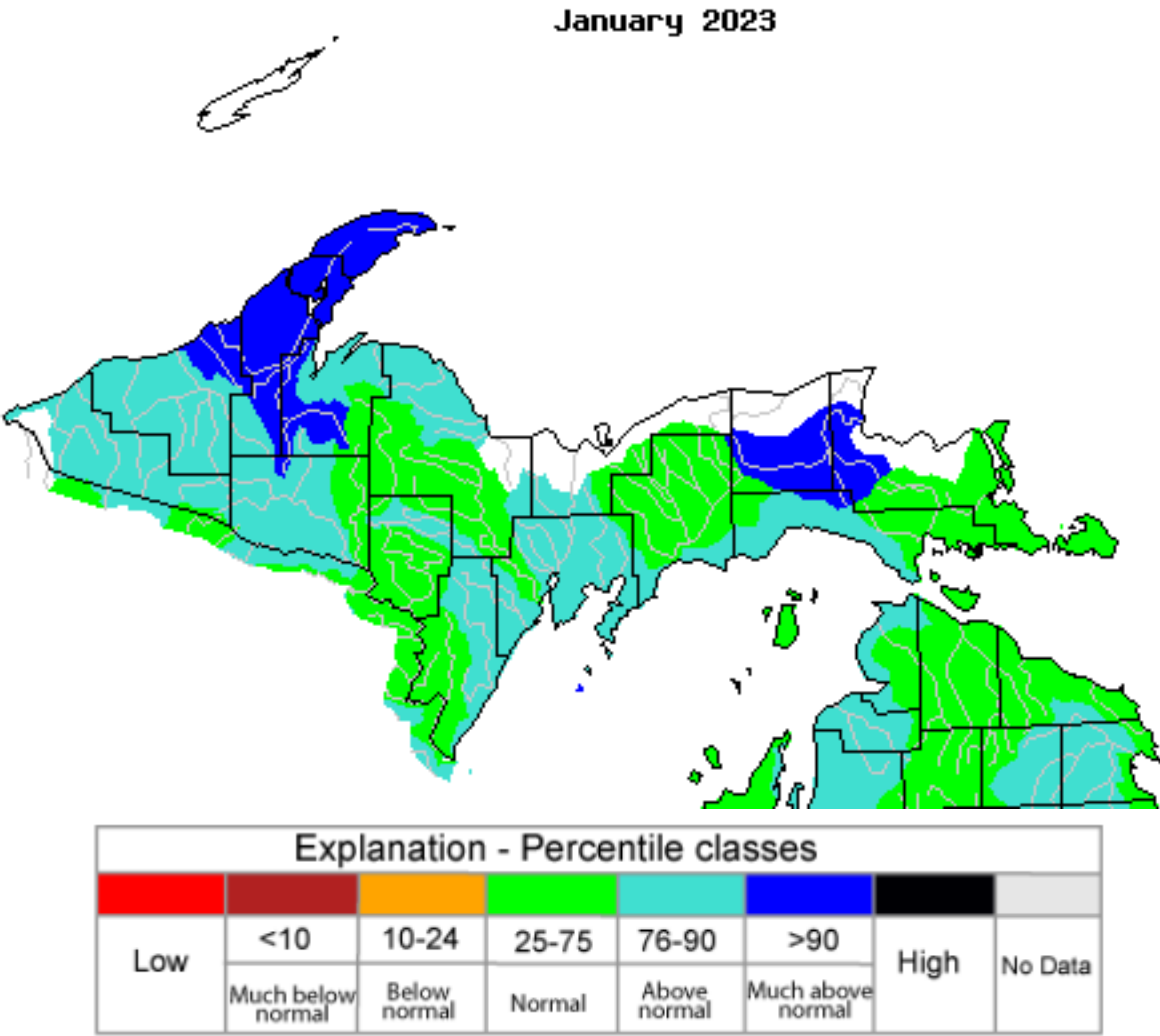 January 2023
Explanation - Percentile classes
Low
<10
10-24
25-75
76-90
>90
High
No Data
Much below
normal
Below
normal
Normal
Above
normal
Much above
normal